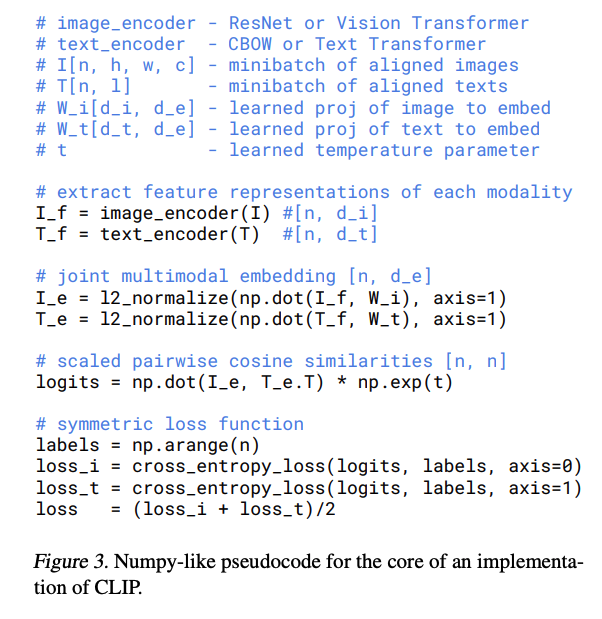 # image_encoder - ResNet or Vision Transformer
# text_encoder  - CBOW or Text Transformer
# I[n, h, w, c] - minibatch of aligned images
# T[n, l]       - minibatch of aligned texts
# W_i[d_i, d_e] - learned proj of image to embed
# W_t[d_t, d_e] - learned proj of text to embed
# t             - learned temperature parameter
# extract feature representations of each modality
I_f = image_encoder(I) #[n, d_i]
T_f = text_encoder(T)  #[n, d_t]
# joint multimodal embedding [n, d_e]
I_e = l2_normalize(np.dot(I_f, W_i), axis=1)
T_e = l2_normalize(np.dot(T_f, W_t), axis=1)
# scaled pairwise cosine similarities [n, n]
logits = np.dot(I_e, T_e.T) * np.exp(t)
# symmetric loss function
labels = np.arange(n)
loss_i = cross_entropy_loss(logits, labels, axis=0)
loss_t = cross_entropy_loss(logits, labels, axis=1)
loss   = (loss_i + loss_t)/2
Figure 3. Numpy-like pseudocode for the core of an implementa-
tion of CLIP.